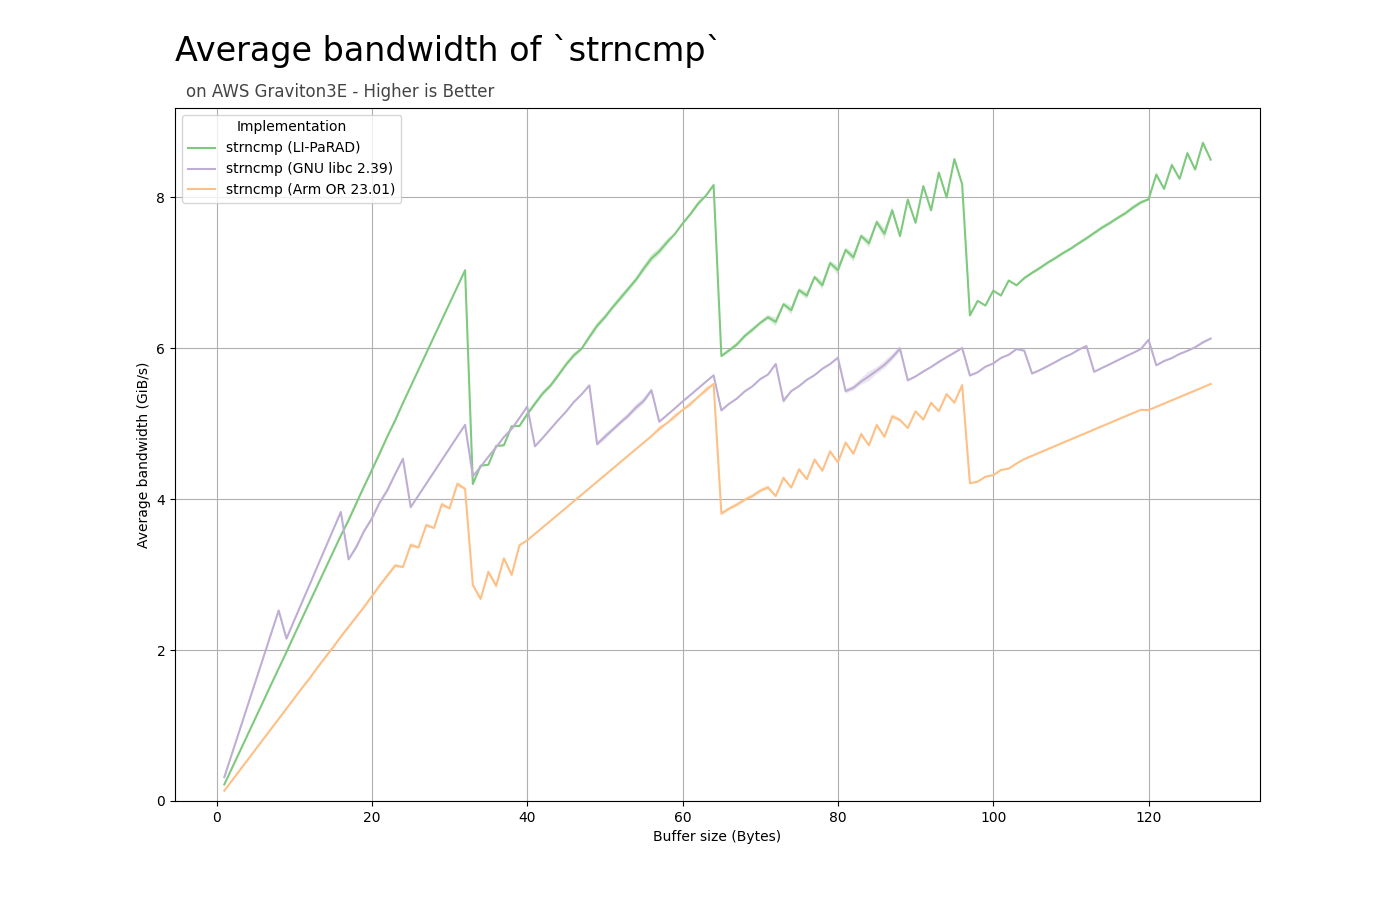 Average bandwidth of `strncmp`
on AWS Graviton3E - Higher is Better
Implementation
strncmp (LI-PaRAD)
strncmp (GNU libc 2.39)
strncmp (Arm OR 23.01)
Average bandwidth (GiB/s)
8
6
4
2
0
0 20 40 60 80 100 120
Buffer size (Bytes)